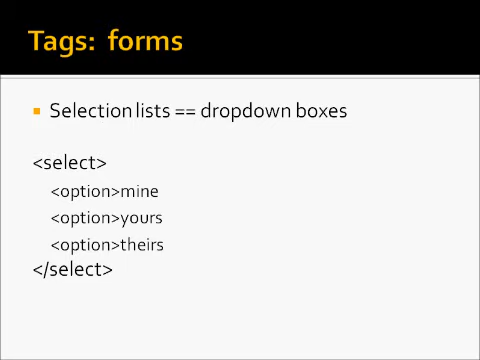 Tags: forms
Selection lists == dropdown boxes
<select>
<option>mine
<option>yours
<option>theirs
</select>